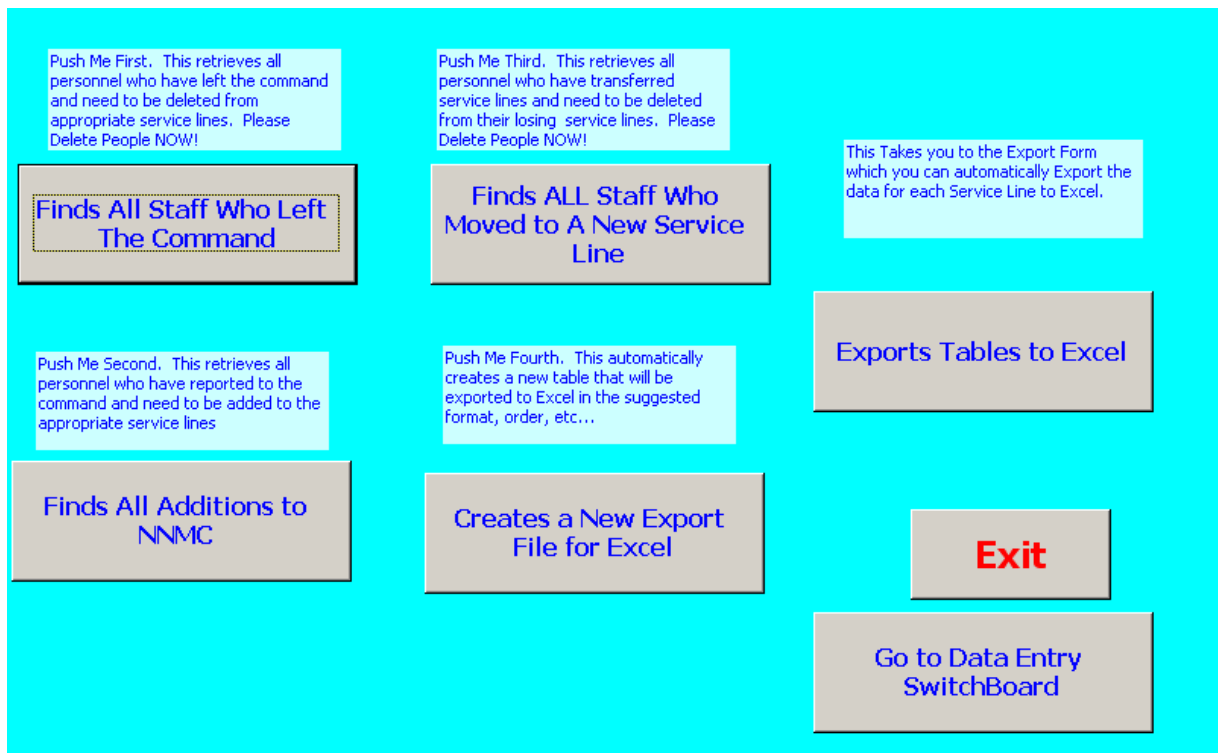 Push Me First.  This retrieves all
personnel who have left the command
and need to be deleted from
appropriate service lines.  Please
Delete People NOW!
Finds All Staff Who Left
The Command
Push Me Third.  This retrieves all
personnel who have transferred
service lines and need to be deleted
from their losing  service lines.  Please
Delete People NOW!
Finds ALL Staff Who
Moved to A New Service
Line
This Takes you to the Export Form
which you can automatically Export the
data for each Service Line to Excel.
Exports Tables to Excel
Push Me Second.  This retrieves all
personnel who have reported to the
command and need to be added to the
appropriate service lines
Finds All Additions to
NNMC
Push Me Fourth.  This automatically
creates a new table that will be
exported to Excel in the suggested
format, order, etc...
Creates a New Export
File for Excel
Exit
Go to Data Entry
SwitchBoard